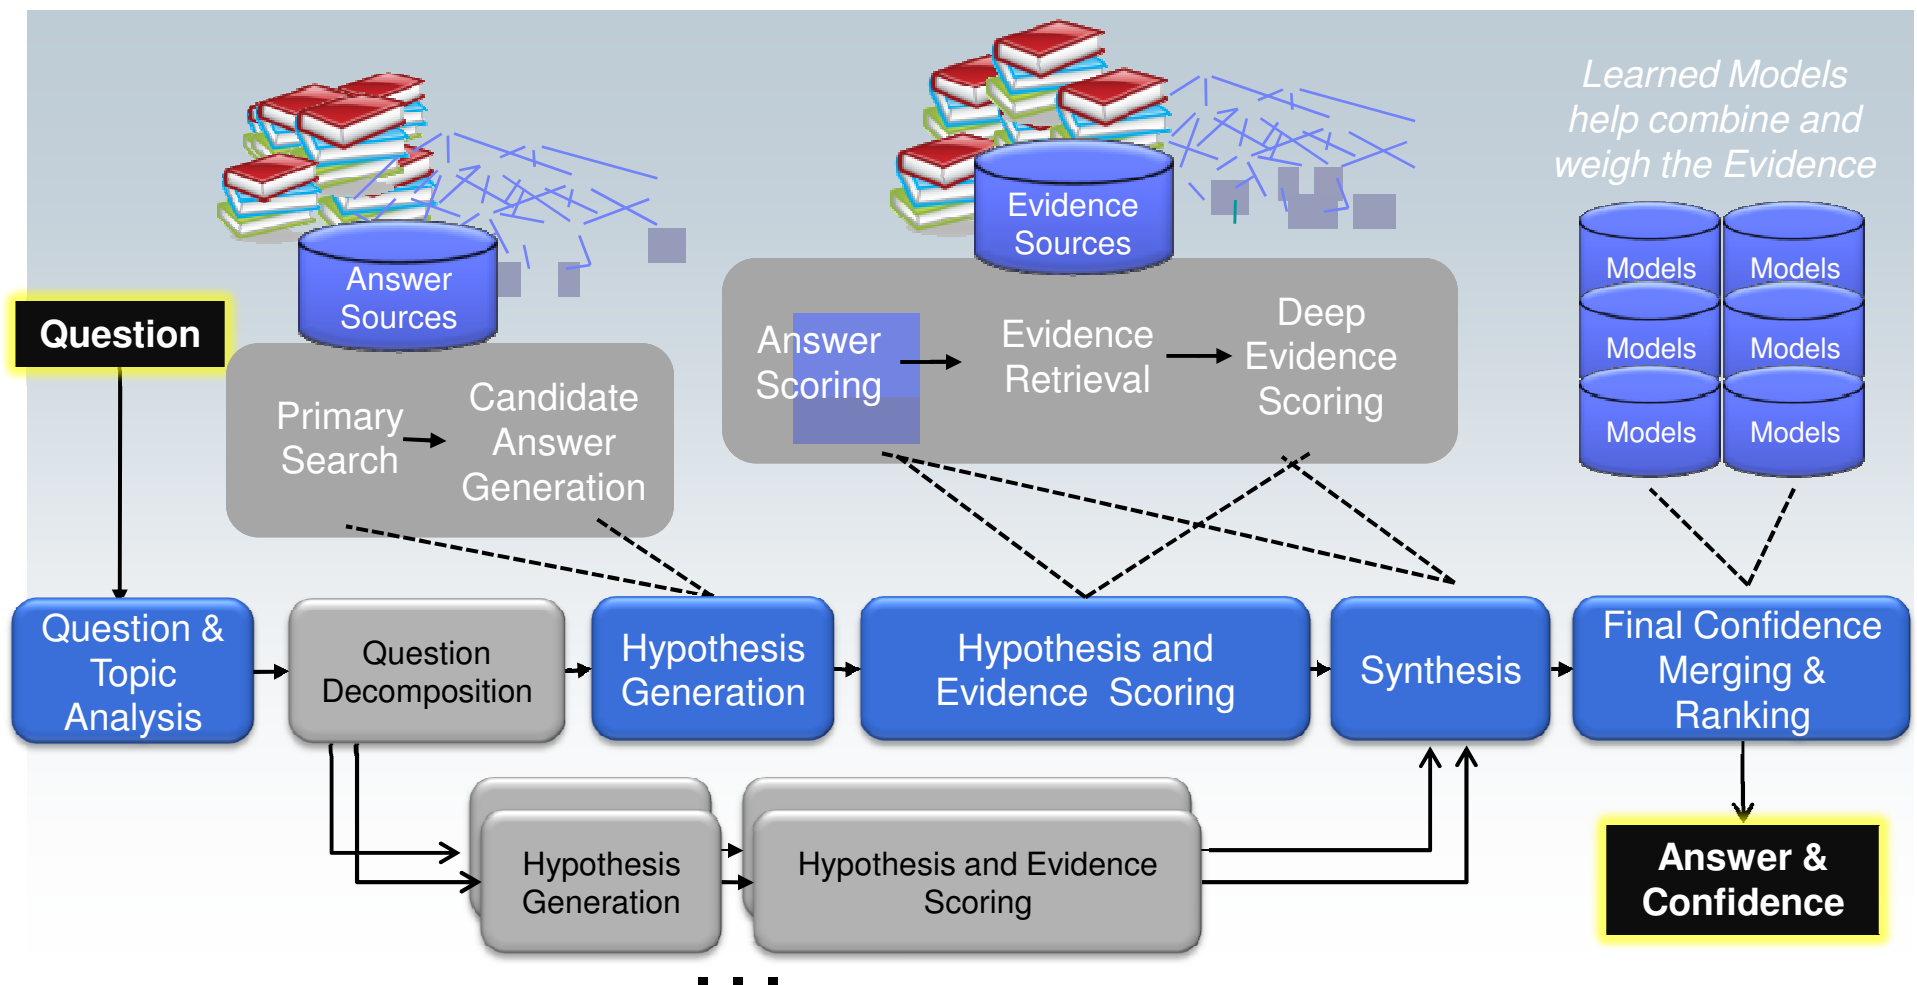 Learned Models
help combine and
weigh the Evidence
Evidence
Sources
Answer
Sources
Models
Models
Models
Models
Models
Models
Question
Primary
Search
Candidate
Answer
Generation
Answer
Scoring
Evidence
Retrieval
Deep
Evidence
Scoring
Question &
Topic
Analysis
Question
Decomposition
Hypothesis
Generation
Hypothesis and
Evidence Scoring
Synthesis
Final Confidence
Merging &
Ranking
Hypothesis
Generation
Hypothesis and Evidence
Scoring
Answer &
Confidence
. . .